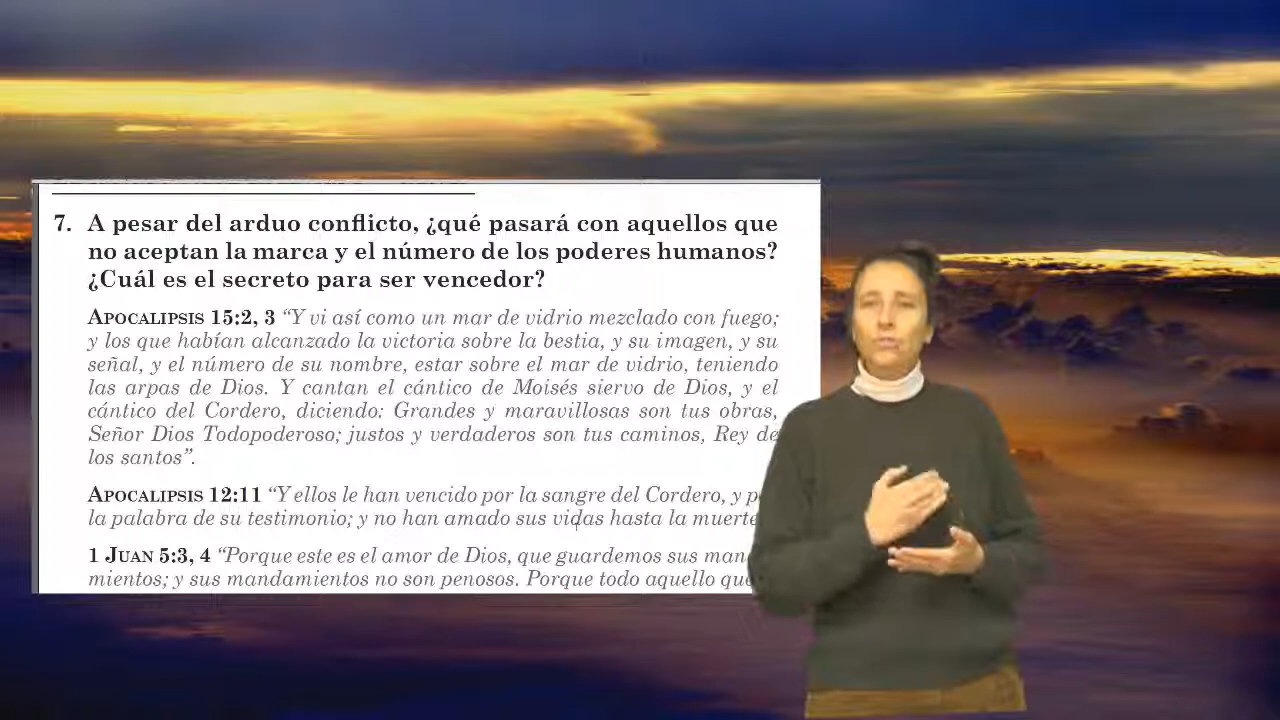 7. A pesar del arduo conflicto, ¿qué pasará con aquellos que
no aceptan la marca y el número de los poderes humanos?
¿Cuál es el secreto para ser vencedor?
Apocalipsis 15:2, 3 “Y vi así como un mar de vidrio mezclado con fuego;
y los que habían alcanzado la victoria sobre la bestia, y su imagen, y su
señal, y el número de su nombre, estar sobre el mar de vidrio, teniendo
las arpas de Dios. Y cantan el cántico de Moisés siervo de Dios, y el
cántico del Cordero, diciendo: Grandes y maravillosas son tus obras,
Señor Dios Todopoderoso; justos y verdaderos son tus caminos, Rey de
los santos”.
Apocalipsis 12:11 “Y ellos le han vencido por la sangre del Cordero, y
la palabra de su testimonio; y no han amado sus vidas hasta la muerte
1 Juan 5:3, 4 “Porque este es el amor de Dios, que guardemos sus man
mientos; y sus mandamientos no son penosos. Porque todo aquello que